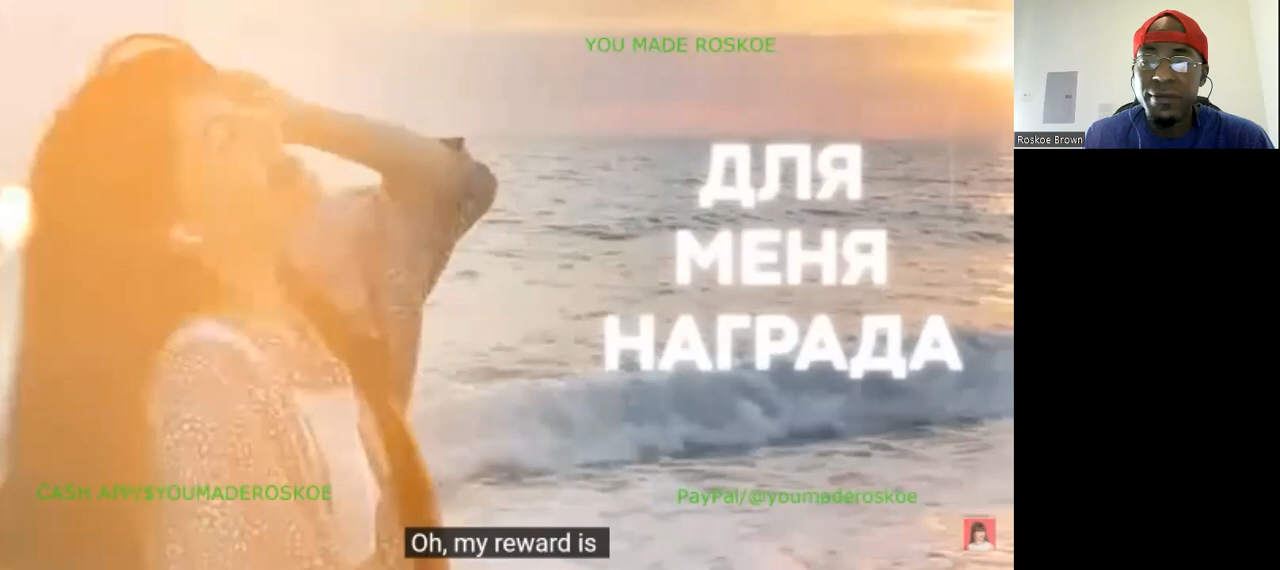 YOU MADE ROSKOE
Roskoe Brown
ДЛЯ
МЕНЯ
НАГРАДА
CASH APP/$YOUMADEROSKOE
PayPal/@youmaderoskoe
Oh, my reward is